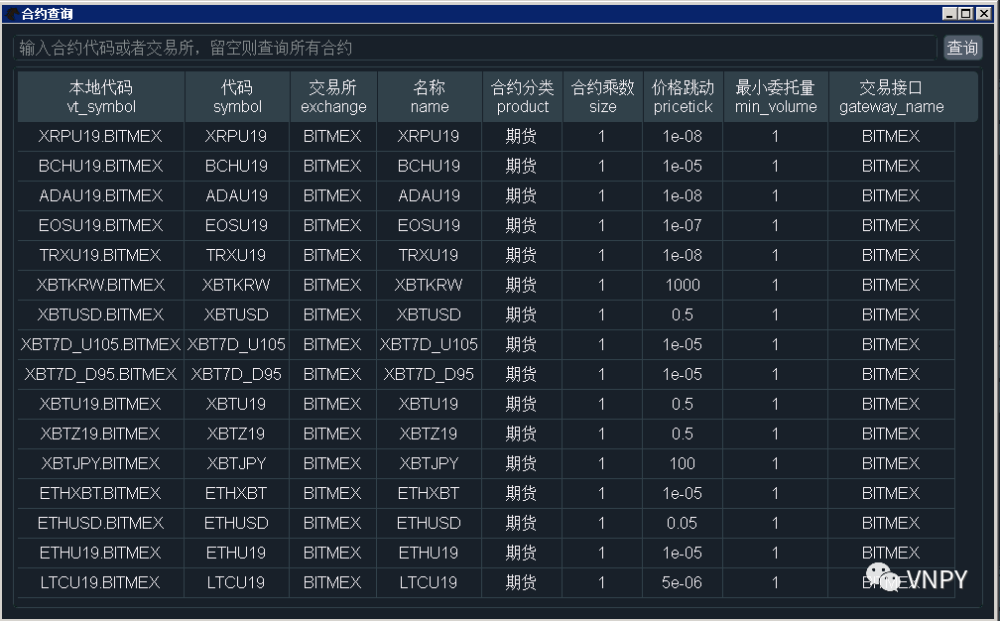 合约查询
输入合约代码或者交易所，留空则查询所有合约 查询
本地代码 代码 交易所 名称 合约分类 合约乘数 价格跳动 最小委托量 交易接口
vt_symbol symbol exchange name product size pricetick min_volume gateway_name
XRPU19.BITMEX XRPU19 BITMEX XRPU19 期货 1 1e-08 1 BITMEX
BCHU19.BITMEX BCHU19 BITMEX BCHU19 期货 1 1e-05 1 BITMEX
ADAU19.BITMEX ADAU19 BITMEX ADAU19 期货 1 1e-08 1 BITMEX
EOSU19.BITMEX EOSU19 BITMEX EOSU19 期货 1 1e-07 1 BITMEX
TRXU19.BITMEX TRXU19 BITMEX TRXU19 期货 1 1e-08 1 BITMEX
XBTKRW.BITMEX XBTKRW BITMEX XBTKRW 期货 1 1000 1 BITMEX
XBTUSD.BITMEX XBTUSD BITMEX XBTUSD 期货 1 0.5 1 BITMEX
XBT7D_U105.BITMEX XBT7D_U105 BITMEX XBT7D_U105 期货 1 1e-05 1 BITMEX
XBT7D_D95.BITMEX XBT7D_D95 BITMEX XBT7D_D95 期货 1 1e-05 1 BITMEX
XBTU19.BITMEX XBTU19 BITMEX XBTU19 期货 1 0.5 1 BITMEX
XBTZ19.BITMEX XBTZ19 BITMEX XBTZ19 期货 1 0.5 1 BITMEX
XBTJPY.BITMEX XBTJPY BITMEX XBTJPY 期货 1 100 1 BITMEX
ETHXBT.BITMEX ETHXBT BITMEX ETHXBT 期货 1 1e-05 1 BITMEX
ETHUSD.BITMEX ETHUSD BITMEX ETHUSD 期货 1 0.05 1 BITMEX
ETHU19.BITMEX ETHU19 BITMEX ETHU19 期货 1 1e-05 1 BITMEX
LTCU19.BITMEX LTCU19 BITMEX LTCU19 期货 1 5e-06 1
VNPY